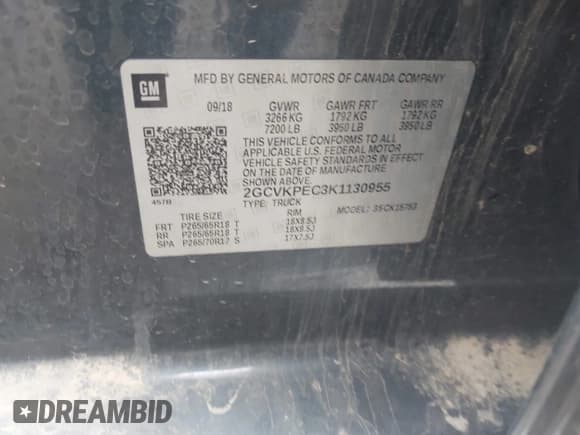 GM
MFD BY GENERAL MOTORS OF CANADA COMPANY
09/18 GVWR GAWR FRT GAWR RR
3266 KG 1792 KG 1792 KG
7200 LB 3950 LB 3950 LB
THIS VEHICLE CONFORMS TO ALL
APPLICABLE U.S. FEDERAL MOTOR
VEHICLE SAFETY STANDARDS IN EFFECT
ON THE DATE OF MANUFACTURE SHOWN ABOVE.
2GCVKPEC3K1130955
TYPE: TRUCK MODEL: SSCK15753
457B
TIRE SIZE RIM
FRT P265/65R18 T 18X8.5J
RR P265/65R18 T 18X8.5J
SPA P265/70R17 S 17X7.5J
DREAMBID